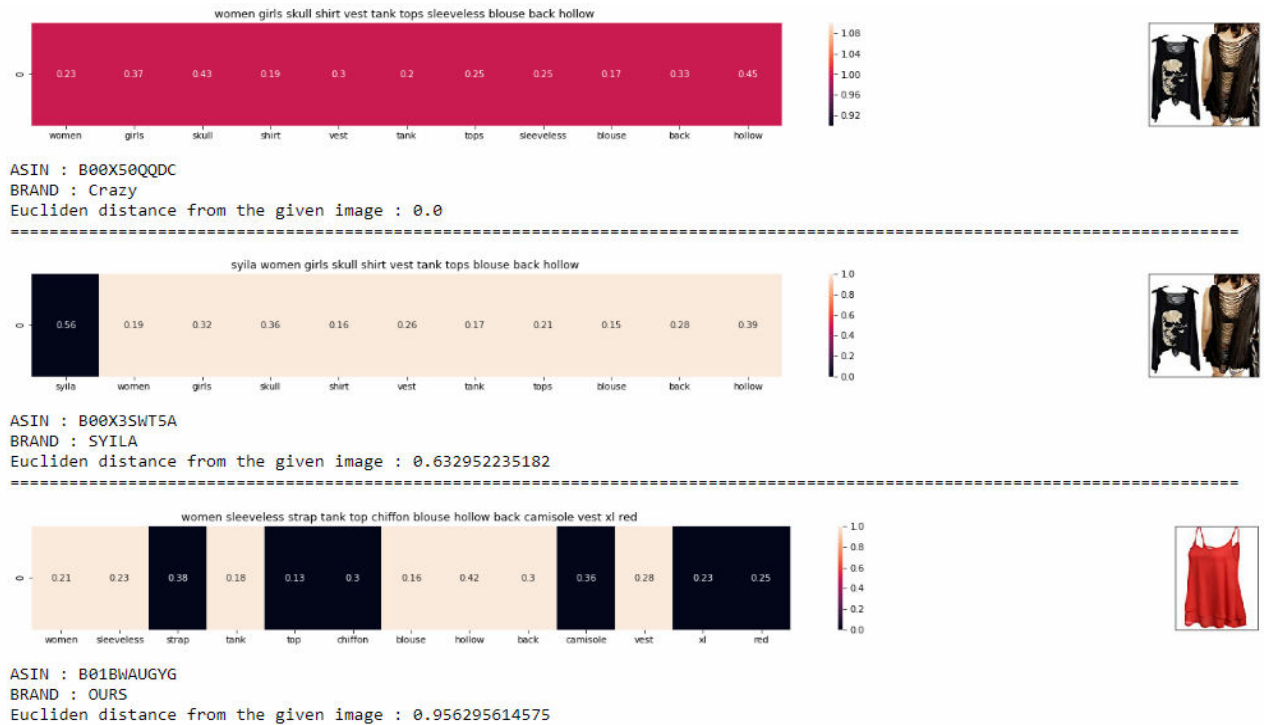 women girls skull shirt vest tank tops sleeveless blouse back hollow
1.08
1.04
1.00
0.96
0.92
0
0.23 0.37 0.43 0.19 0.3 0.2 0.25 0.25 0.17 0.33 0.45
women girls skull shirt vest tank tops sleeveless blouse back hollow
ASIN : B00X50QQDC
BRAND : Crazy
Eucliden distance from the given image : 0.0
=============================================================================================================================
syila women girls skull shirt vest tank tops blouse back hollow
1.0
0.8
0.6
0.4
0.2
0.0
0
0.56 0.19 0.32 0.36 0.16 0.26 0.17 0.21 0.15 0.28 0.39
syila women girls skull shirt vest tank tops blouse back hollow
ASIN : B00X3SWT5A
BRAND : SYILA
Eucliden distance from the given image : 0.632952235182
=============================================================================================================================
women sleeveless strap tank top chiffon blouse hollow back camisole vest xl red
1.0
0.8
0.6
0.4
0.2
0.0
0
0.21 0.23 0.38 0.18 0.13 0.3 0.16 0.42 0.3 0.36 0.28 0.23 0.25
women sleeveless strap tank top chiffon blouse hollow back camisole vest xl red
ASIN : B01BWAUGYG
BRAND : OURS
Eucliden distance from the given image : 0.956295614575